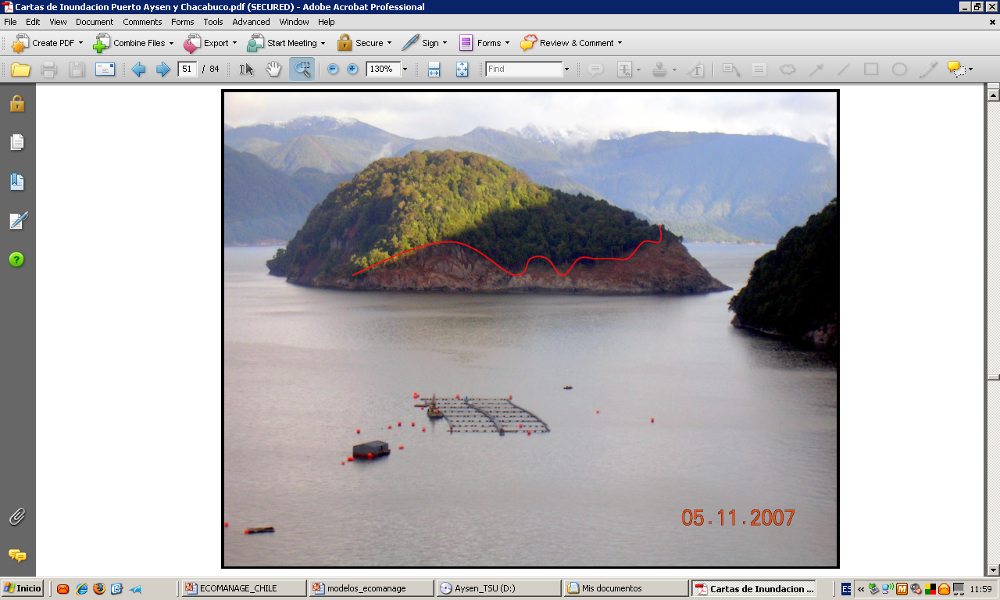 Cartas de Inundacion Puerto Aysen y Chacabuco.pdf (SECURED) - Adobe Acrobat Professional
File Edit View Document Comments Forms Tools Advanced Window Help
Create PDF Combine Files Export Start Meeting Secure Sign Forms Review & Comment
51 / 84 130% Find
05.11.2007
Inicio ECOMANAGE_CHILE modelos_ecomanage Aysen_TSU (D:) Mis documentos Cartas de Inundacion ... ES 11:59